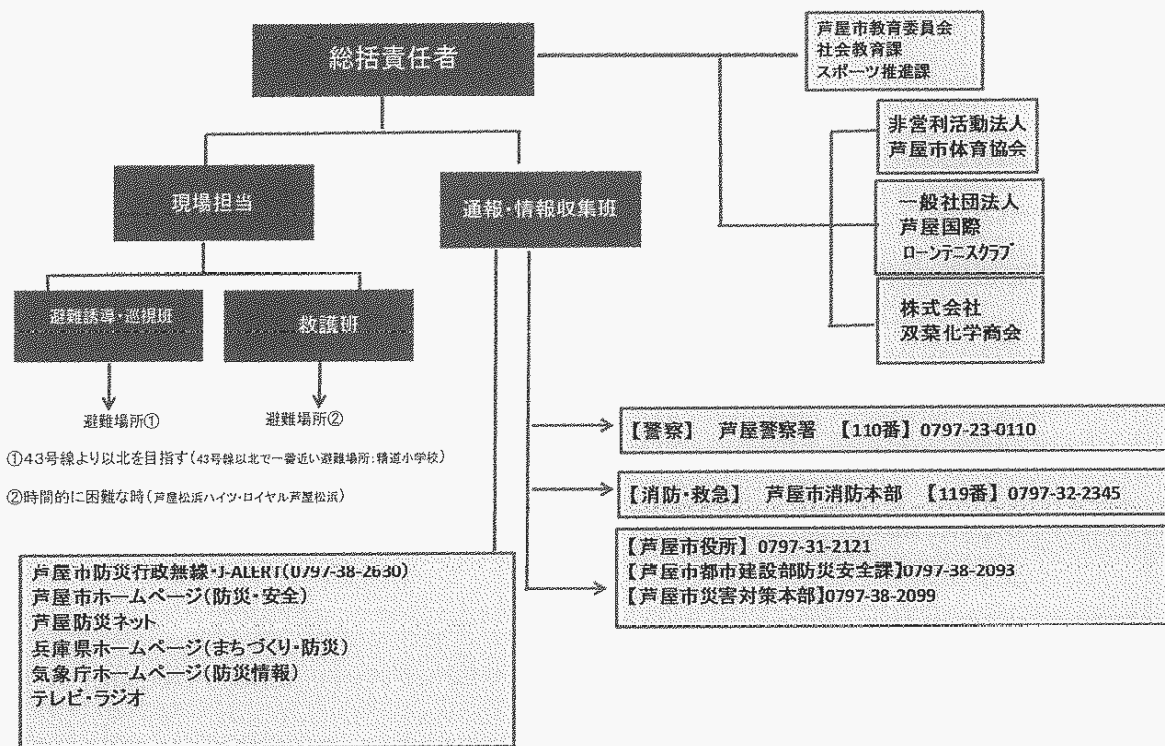 総括責任者
芦屋市教育委員会
社会教育課
スポーツ推進課
非営利活動法人
芦屋市体育協会
一般社団法人
芦屋国際
ローンテニスクラブ
株式会社
双葉化学商会
現場担当
通報・情報収集班
避難誘導・巡視班
救護班
避難場所①
避難場所②
①43号線より以北を目指す(43号線以北で一番近い避難場所:精道小学校)
②時間的に困難な時(芦屋松浜ハイツ・ロイヤル芦屋松浜)
【警察】 芦屋警察署 【110番】 0797-23-0110
【消防・救急】 芦屋市消防本部 【119番】 0797-32-2345
【芦屋市役所】 0797-31-2121
【芦屋市都市建設部防災安全課】0797-38-2093
【芦屋市災害対策本部】0797-38-2099
芦屋市防災行政無線・J-ALERT(0797-38-2630)
芦屋市ホームページ(防災・安全)
芦屋防災ネット
兵庫県ホームページ(まちづくり・防災)
気象庁ホームページ(防災情報)
テレビ・ラジオ